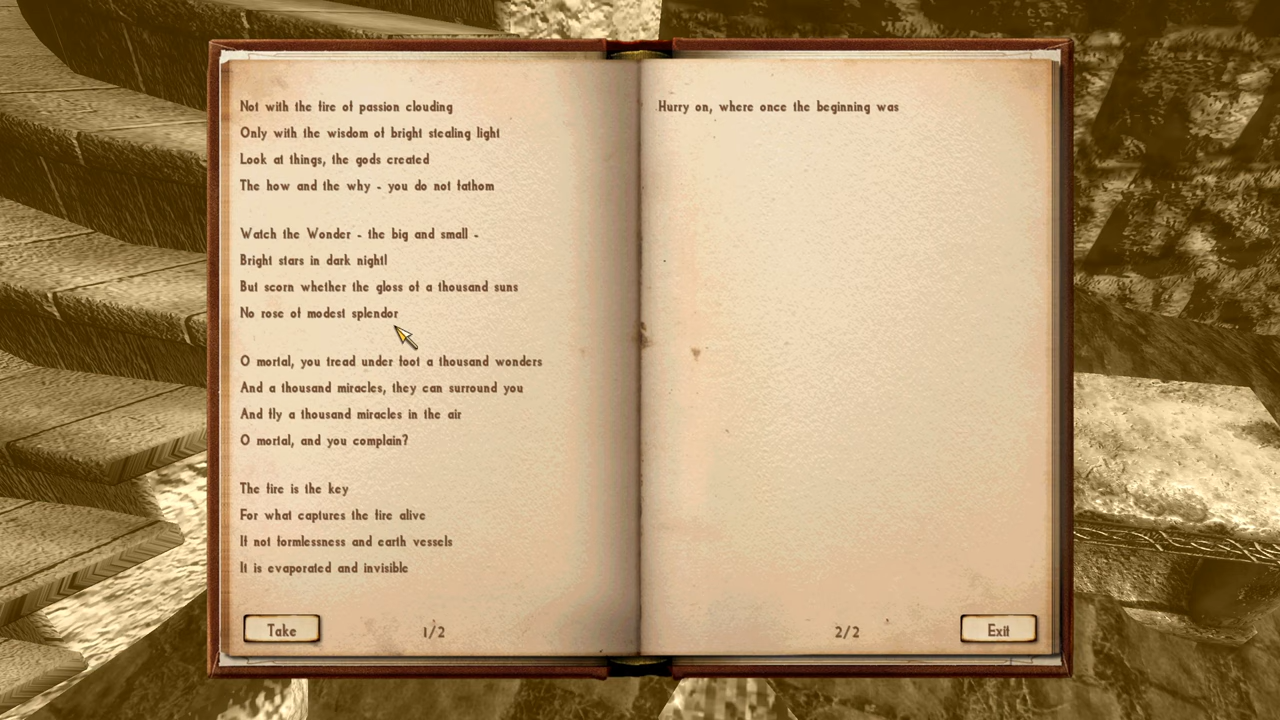 Not with the fire of passion clouding
Only with the wisdom of bright stealing light
Look at things, the gods created
The how and the why - you do not fathom
Watch the Wonder - the big and small -
Bright stars in dark night!
But scorn whether the gloss of a thousand suns
No rose of modest splendor
O mortal, you tread under foot a thousand wonders
And a thousand miracles, they can surround you
And fly a thousand miracles in the air
O mortal, and you complain?
The fire is the key
For what captures the fire alive
If not formlessness and earth vessels
It is evaporated and invisible
Take
1/2
Hurry on, where once the beginning was
2/2
Exit